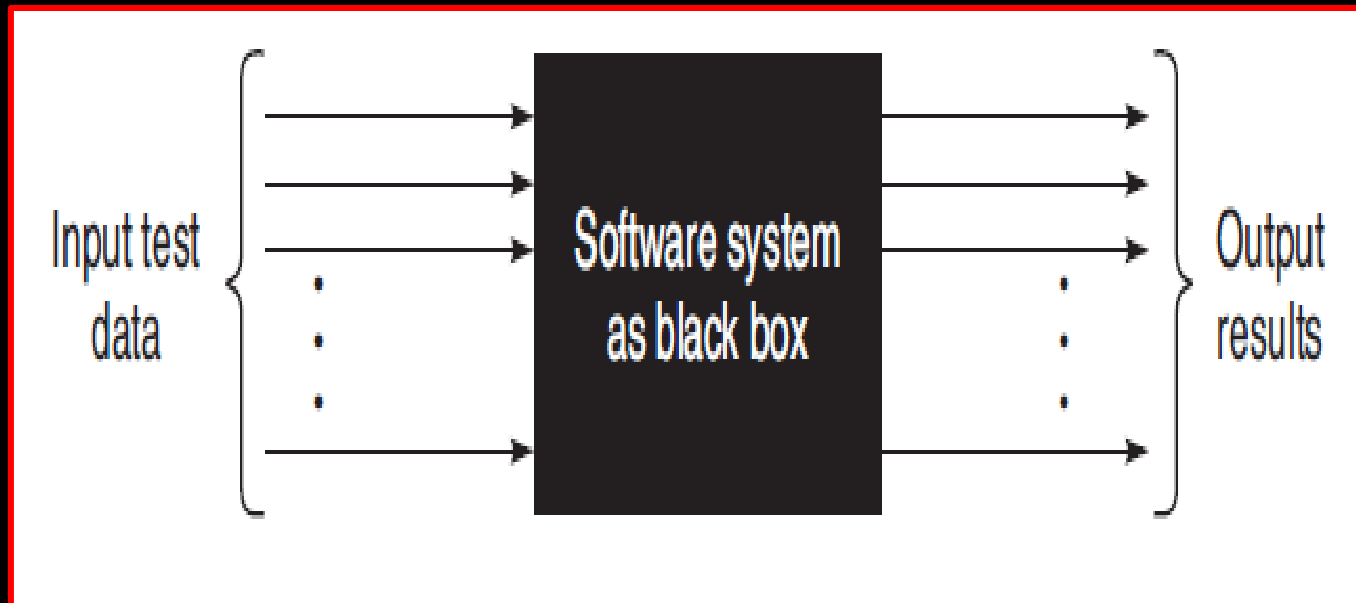 Input test
data
Software system
as black box
Output
results